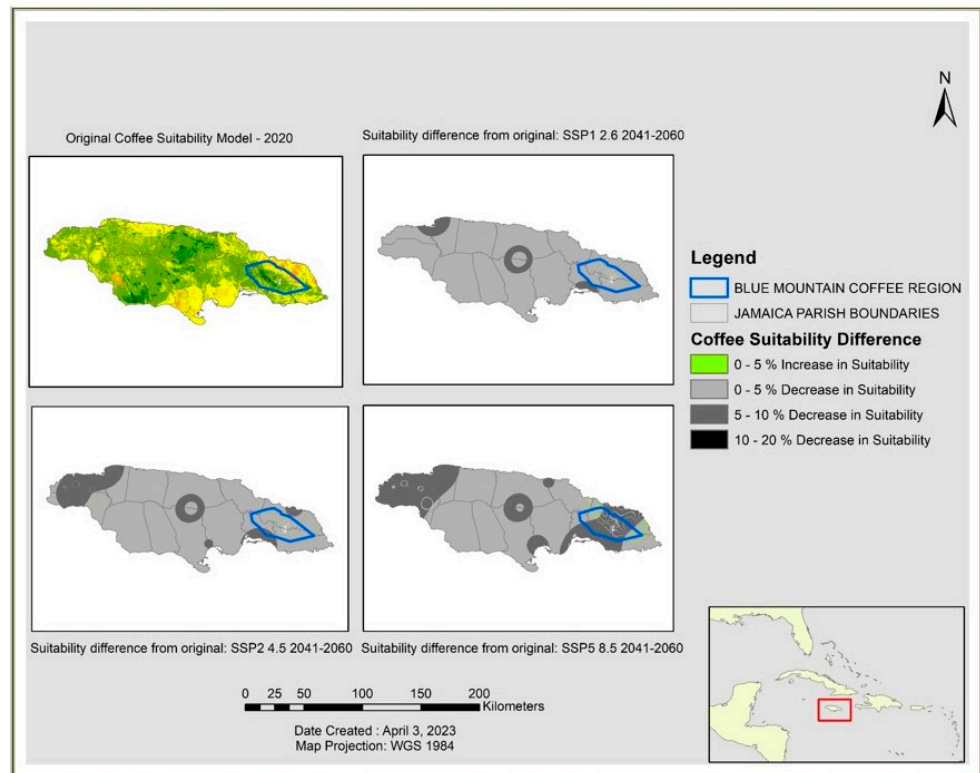 N
Original Coffee Suitability Model - 2020
Suitability difference from original: SSP1 2.6 2041-2060
Legend
BLUE MOUNTAIN COFFEE REGION
JAMAICA PARISH BOUNDARIES
Coffee Suitability Difference
0 - 5 % Increase in Suitability
0 - 5 % Decrease in Suitability
5 - 10 % Decrease in Suitability
10 - 20 % Decrease in Suitability
Suitability difference from original: SSP2 4.5 2041-2060
Suitability difference from original: SSP5 8.5 2041-2060
0 25 50 100 150 200
Kilometers
Date Created : April 3, 2023
Map Projection: WGS 1984